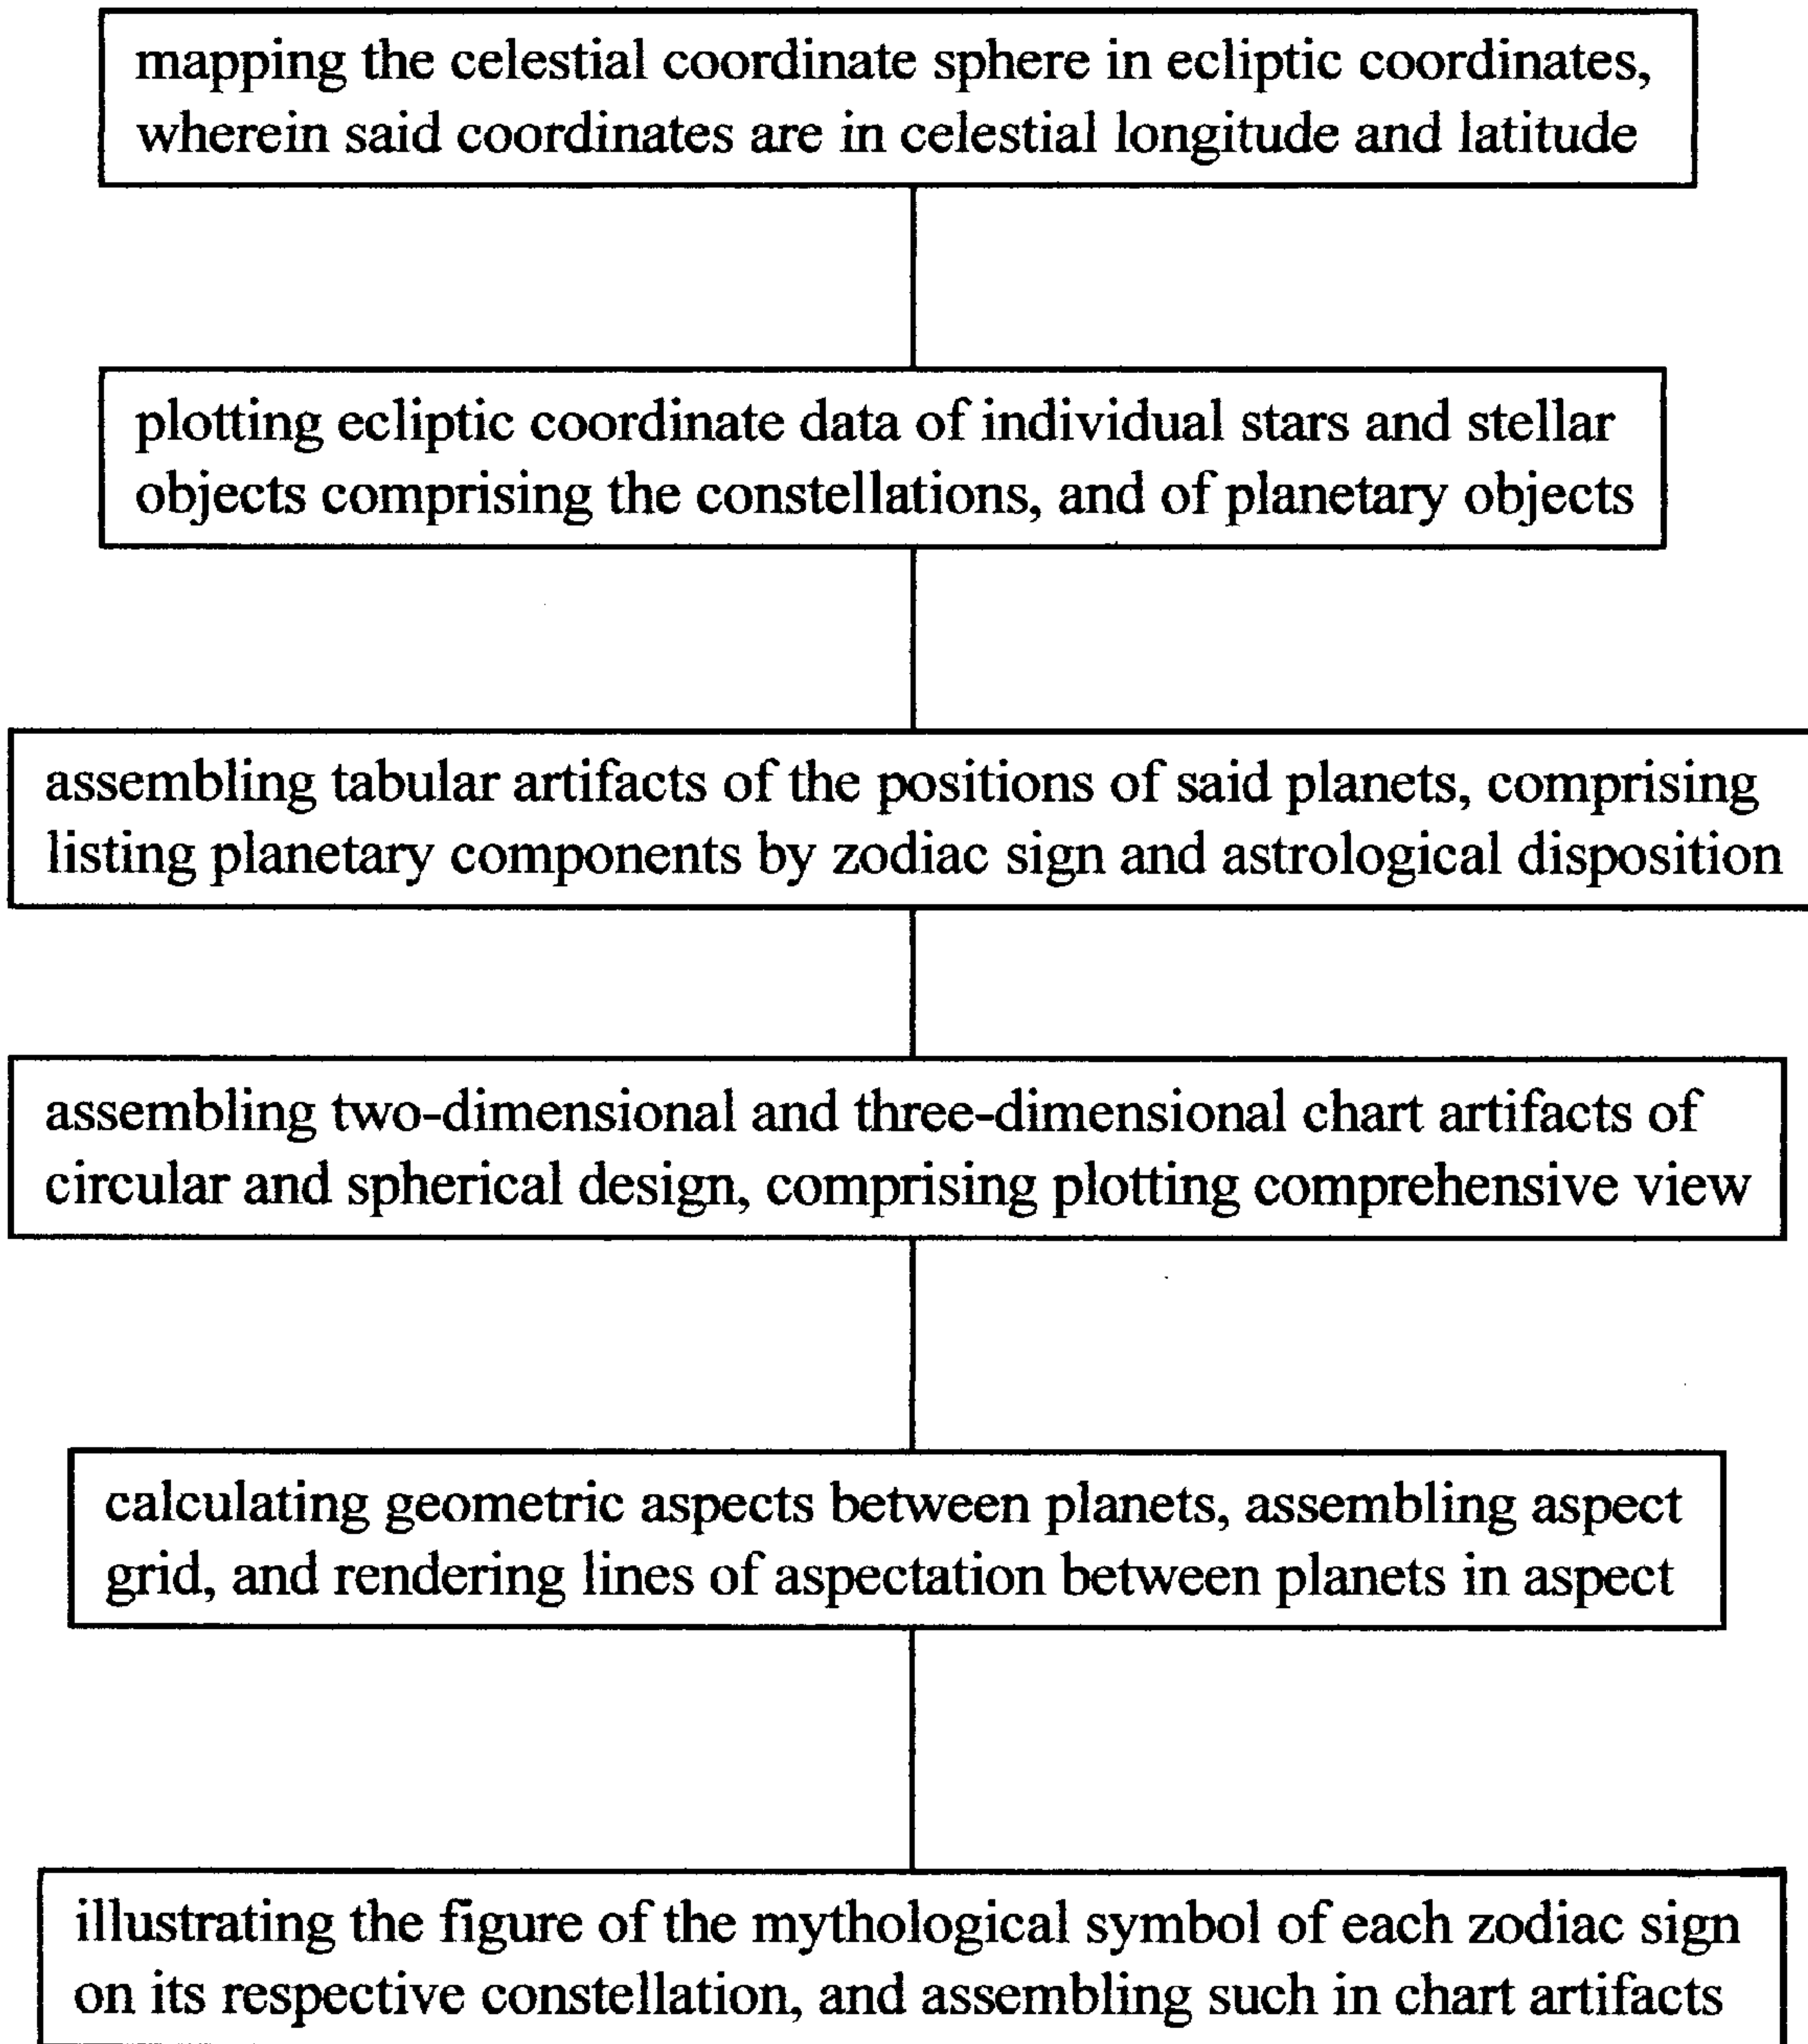 mapping the celestial coordinate sphere in ecliptic coordinates,
wherein said coordinates are in celestial longitude and latitude
plotting ecliptic coordinate data of individual stars and stellar
objects comprising the constellations, and of planetary objects
assembling tabular artifacts of the positions of said planets, comprising
listing planetary components by zodiac sign and astrological disposition
assembling two-dimensional and three-dimensional chart artifacts of
circular and spherical design, comprising plotting comprehensive view
calculating geometric aspects between planets, assembling aspect
grid, and rendering lines of aspectation between planets in aspect
illustrating the figure of the mythological symbol of each zodiac sign
on its respective constellation, and assembling such in chart artifacts